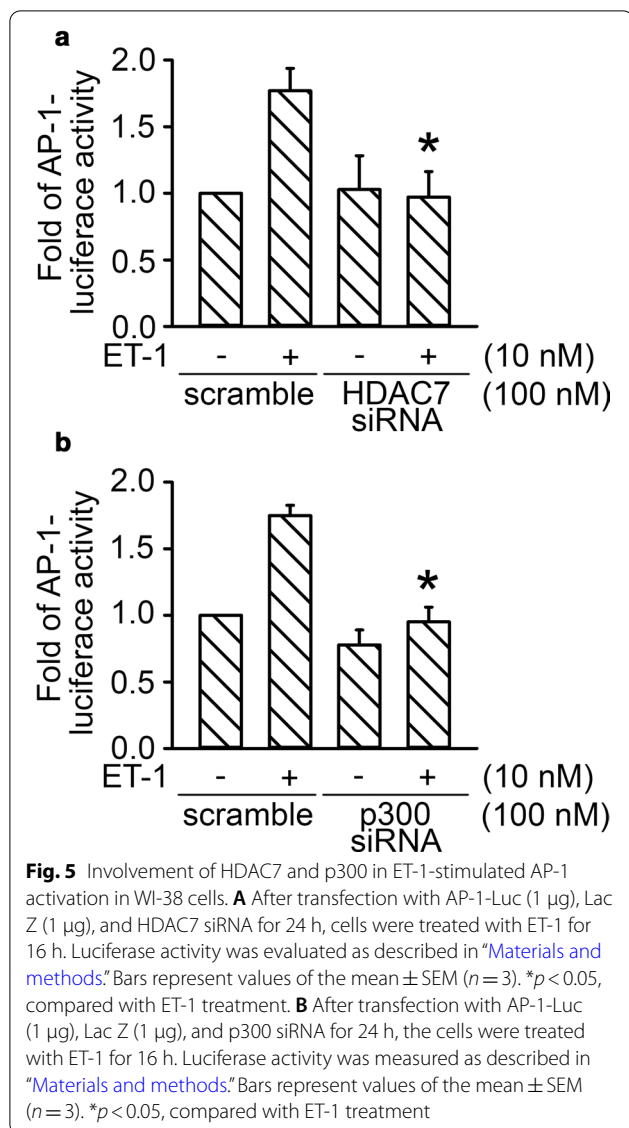 a
2.0
1.5
1.0
0.5
0.0
Fold of AP-1-
luciferace activity
*
ET-1 - + - + (10 nM)
scramble HDAC7 (100 nM)
siRNA
b
2.0
1.5
1.0
0.5
0.0
Fold of AP-1-
luciferace activity
*
ET-1 - + - + (10 nM)
scramble p300 (100 nM)
siRNA
Fig. 5 Involvement of HDAC7 and p300 in ET-1-stimulated AP-1
activation in WI-38 cells. A After transfection with AP-1-Luc (1 μg), Lac
Z (1 μg), and HDAC7 siRNA for 24 h, cells were treated with ET-1 for
16 h. Luciferase activity was evaluated as described in “Materials and
methods.” Bars represent values of the mean ± SEM (n = 3). *p < 0.05,
compared with ET-1 treatment. B After transfection with AP-1-Luc
(1 μg), Lac Z (1 μg), and p300 siRNA for 24 h, the cells were treated
with ET-1 for 16 h. Luciferase activity was measured as described in
“Materials and methods.” Bars represent values of the mean ± SEM
(n = 3). *p < 0.05, compared with ET-1 treatment